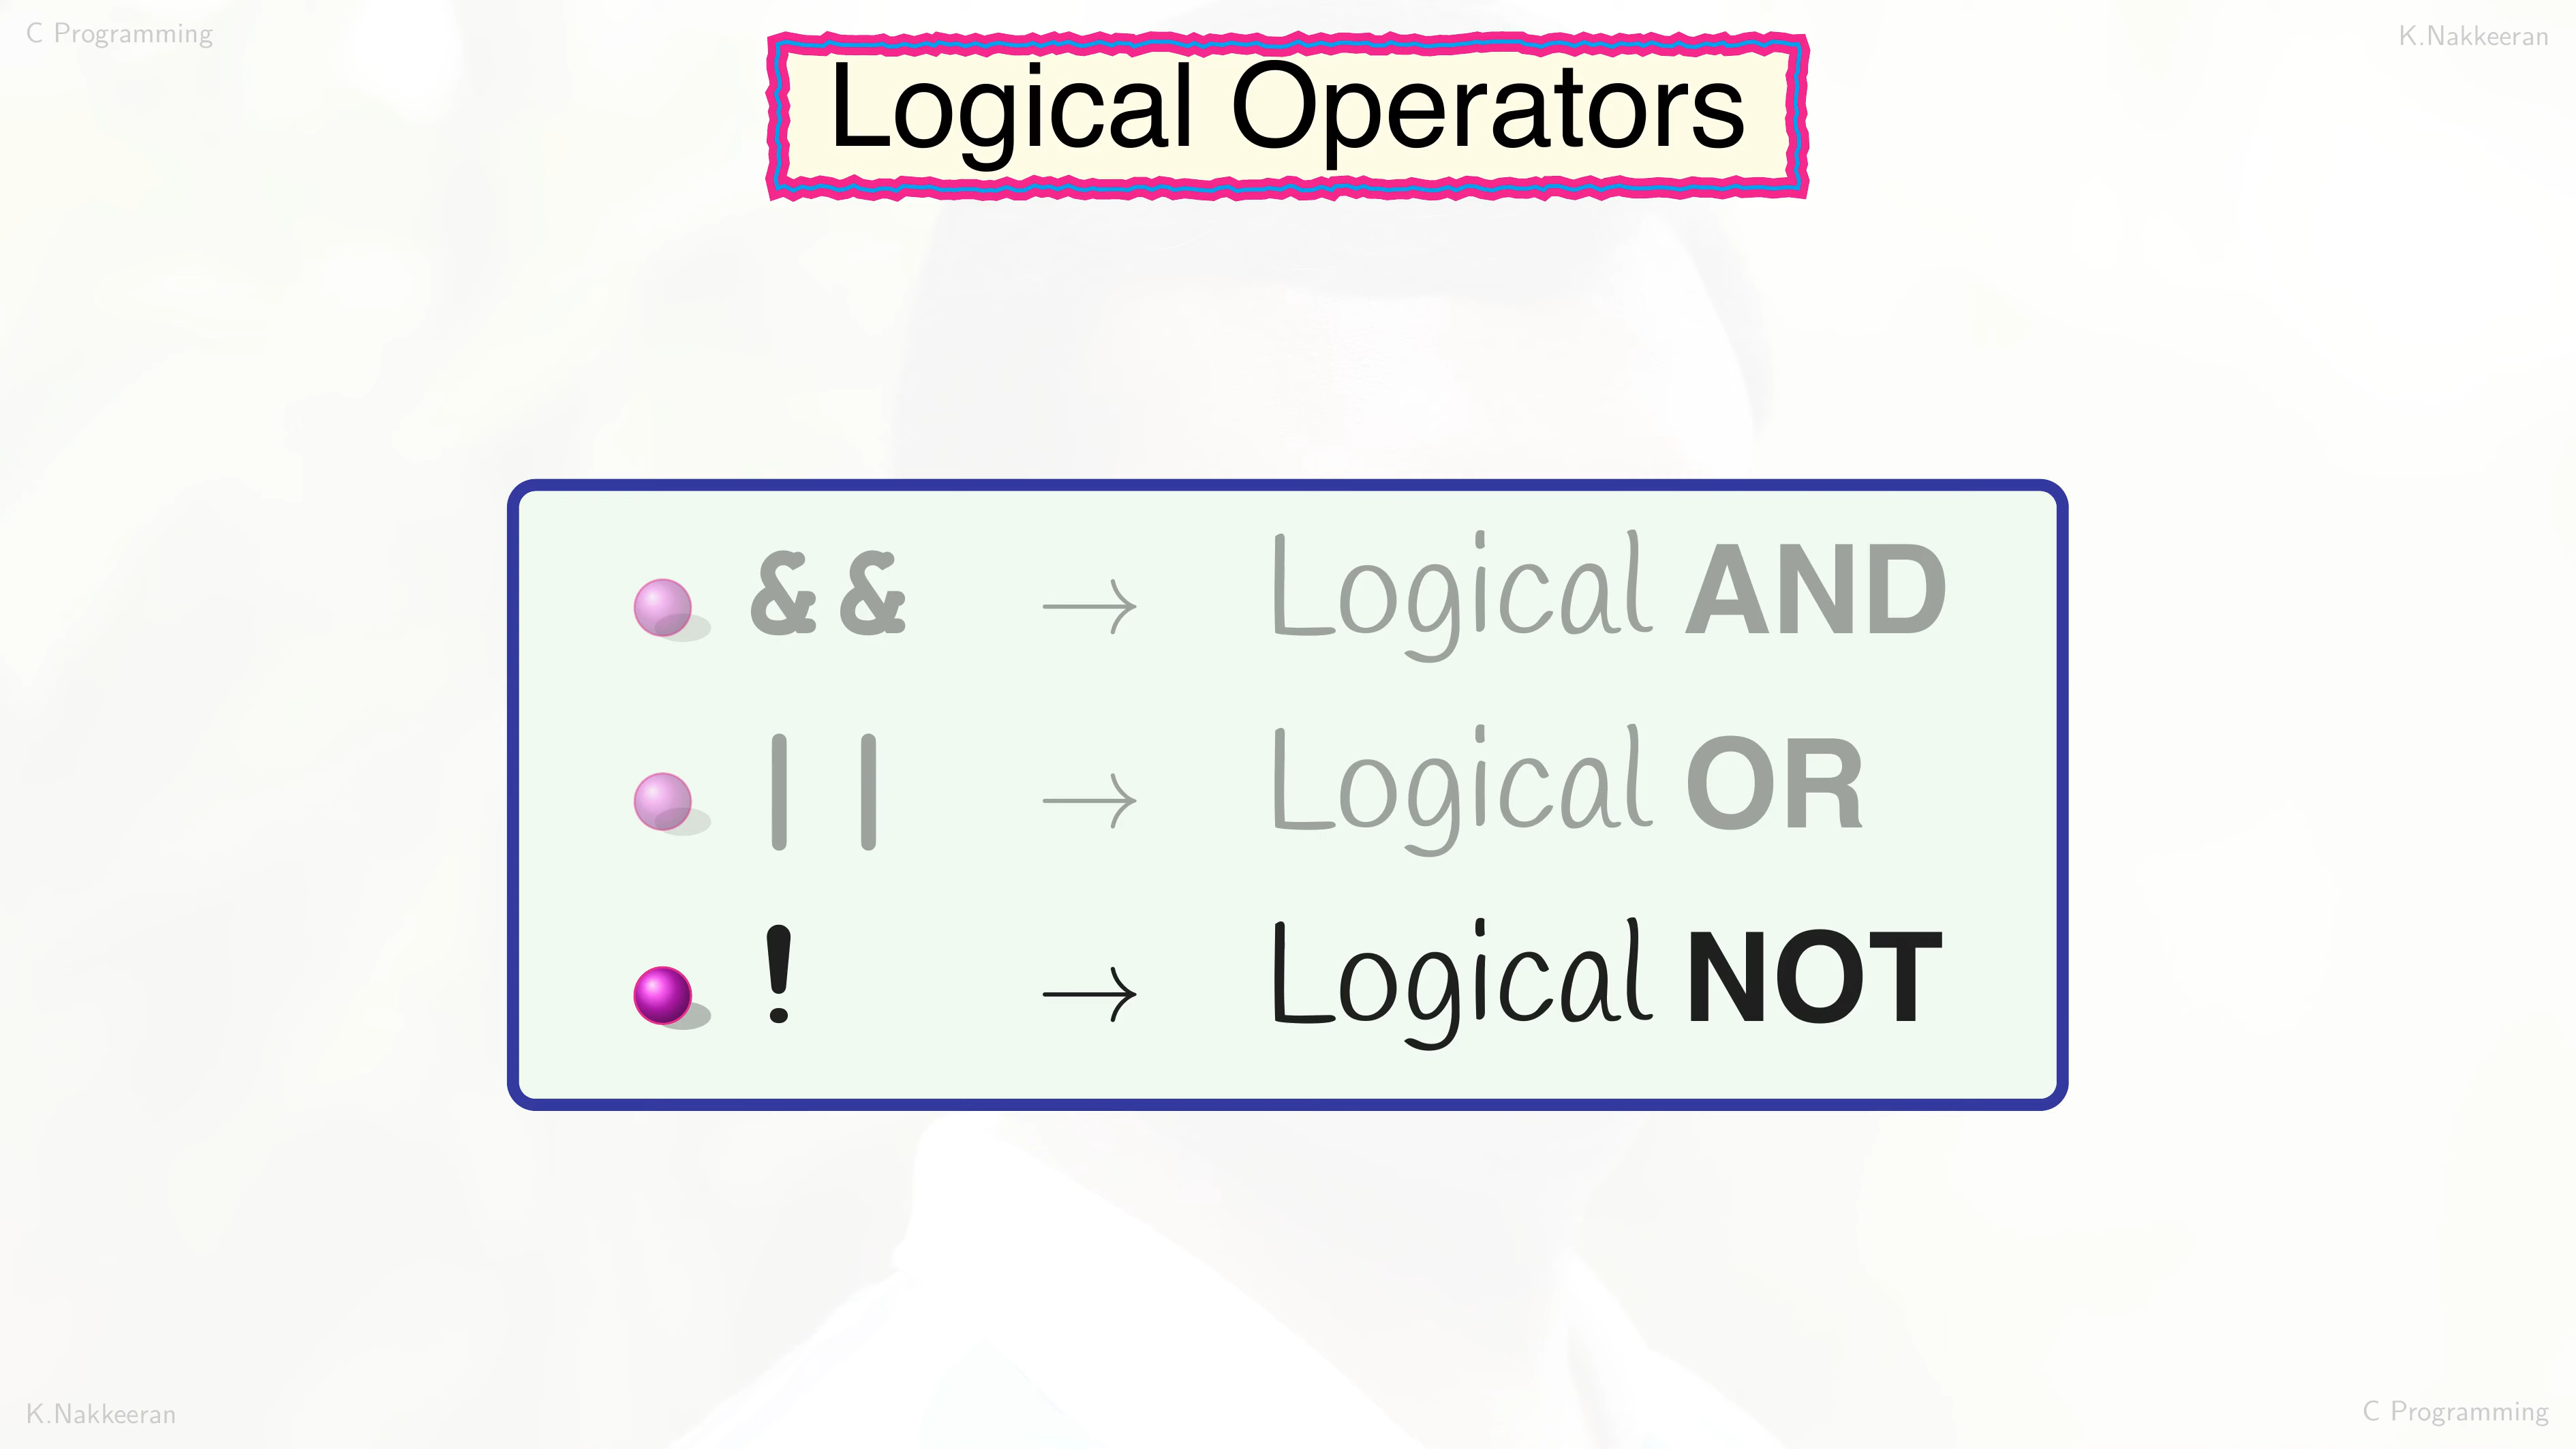 C Programming
K.Nakkeeran
Logical Operators
&& → Logical AND
|| → Logical OR
! → Logical NOT
K.Nakkeeran
C Programming